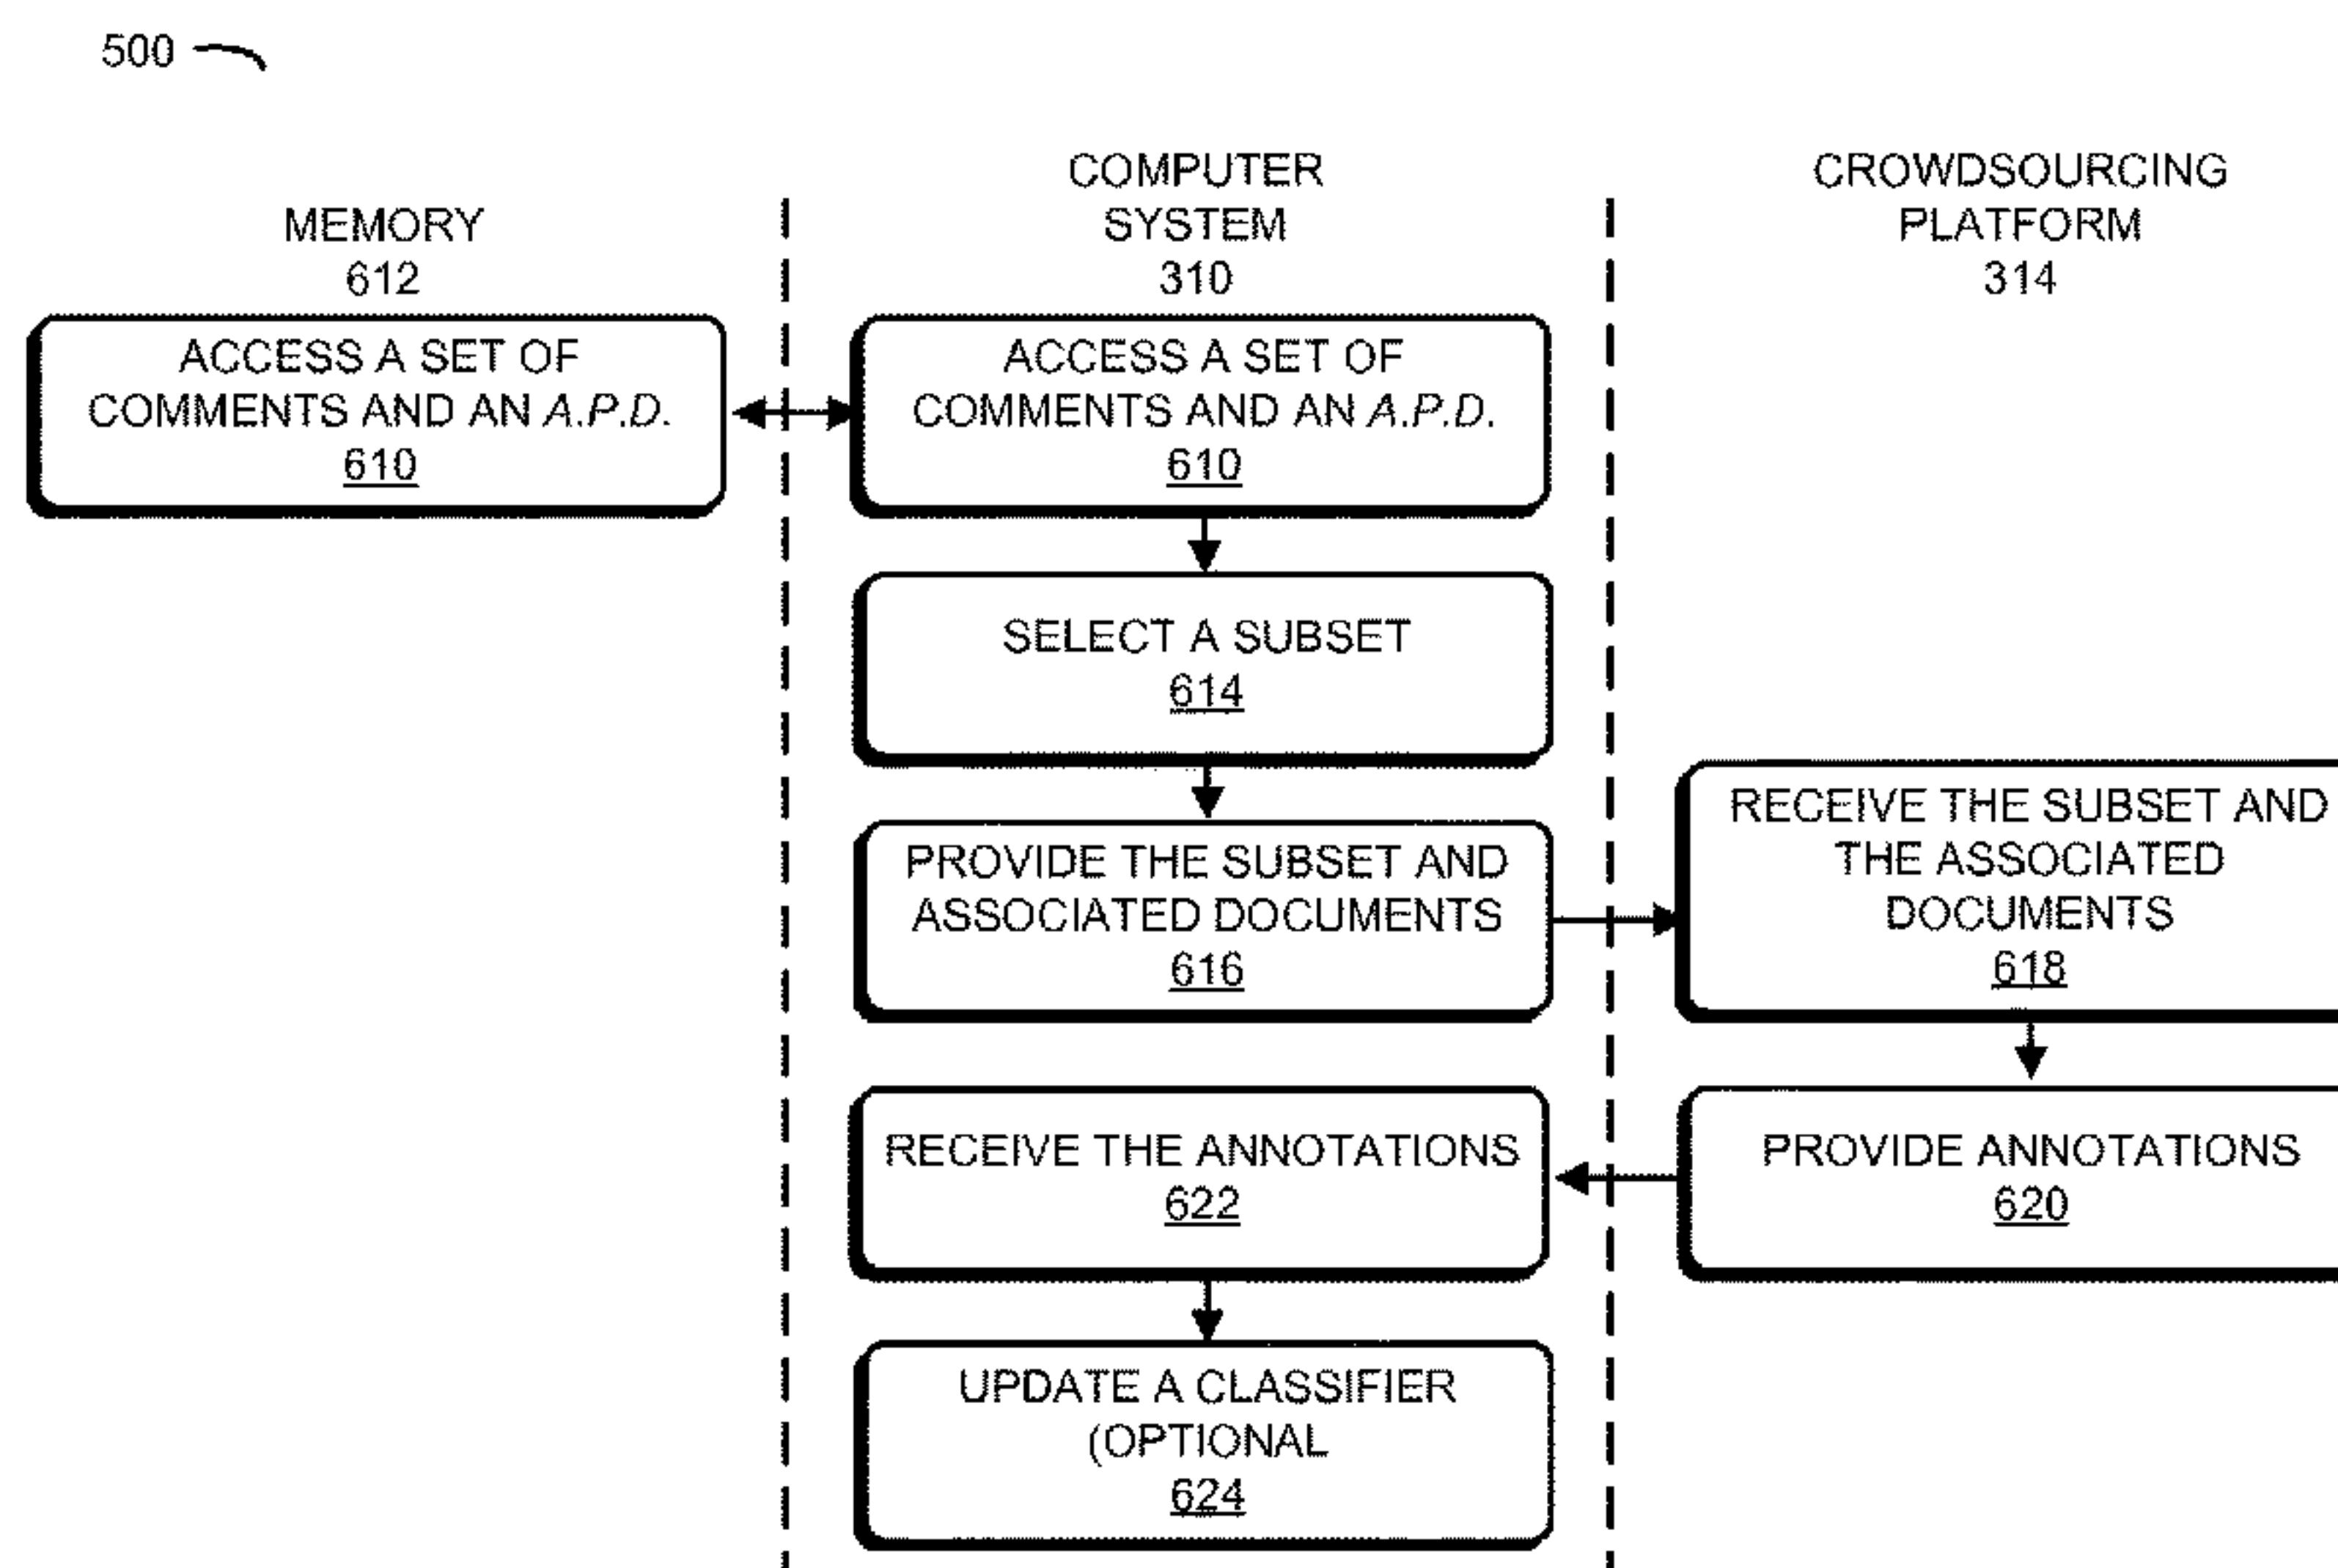 500
MEMORY
612
COMPUTER
SYSTEM
310
CROWDSOURCING
PLATFORM
314
ACCESS A SET OF
COMMENTS AND AN A.P.D.
610
ACCESS A SET OF
COMMENTS AND AN A.P.D.
610
SELECT A SUBSET
614
PROVIDE THE SUBSET AND
ASSOCIATED DOCUMENTS
616
RECEIVE THE SUBSET AND
THE ASSOCIATED
DOCUMENTS
618
PROVIDE ANNOTATIONS
620
RECEIVE THE ANNOTATIONS
622
UPDATE A CLASSIFIER
(OPTIONAL
624